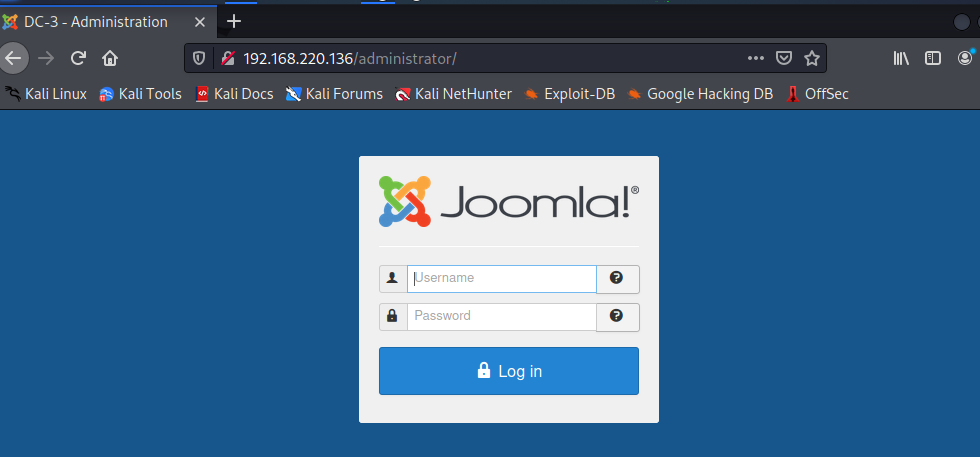 DC-3 - Administration
192.168.220.136/administrator/
Kali Linux Kali Tools Kali Docs Kali Forums Kali NetHunter Exploit-DB Google Hacking DB OffSec
Joomla!®
Username
Password
Log in